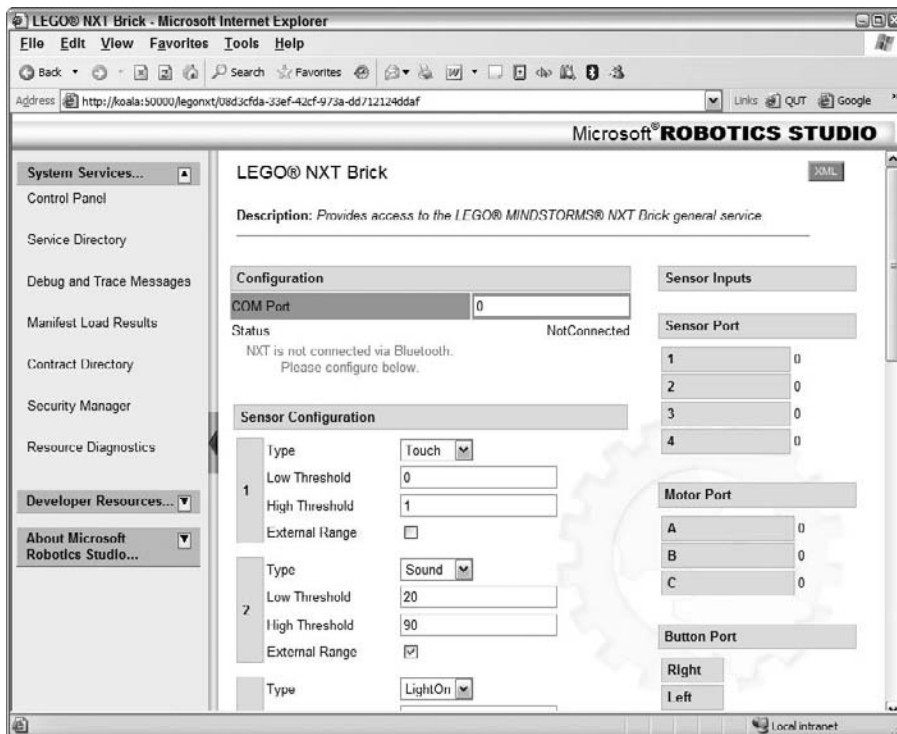 LEGO® NXT Brick - Microsoft Internet Explorer
File Edit View Favorites Tools Help
Back Search Favorites
Address http://koala:50000/legonxt/08d3cfda-33ef-42cf-973a-dd712124ddaf Links QUT Google
Microsoft®ROBOTICS STUDIO
System Services...
Control Panel
Service Directory
Debug and Trace Messages
Manifest Load Results
Contract Directory
Security Manager
Resource Diagnostics
Developer Resources...
About Microsoft
Robotics Studio...
LEGO® NXT Brick
XML
Description: Provides access to the LEGO® MINDSTORMS® NXT Brick general service
Configuration
COM Port 0
Status NotConnected
NXT is not connected via Bluetooth.
Please configure below.
Sensor Configuration
1
Type Touch
Low Threshold 0
High Threshold 1
External Range
2
Type Sound
Low Threshold 20
High Threshold 90
External Range
Type LightOn
Sensor Inputs
Sensor Port
1 0
2 0
3 0
4 0
Motor Port
A 0
B 0
C 0
Button Port
Right
Left
Local intranet